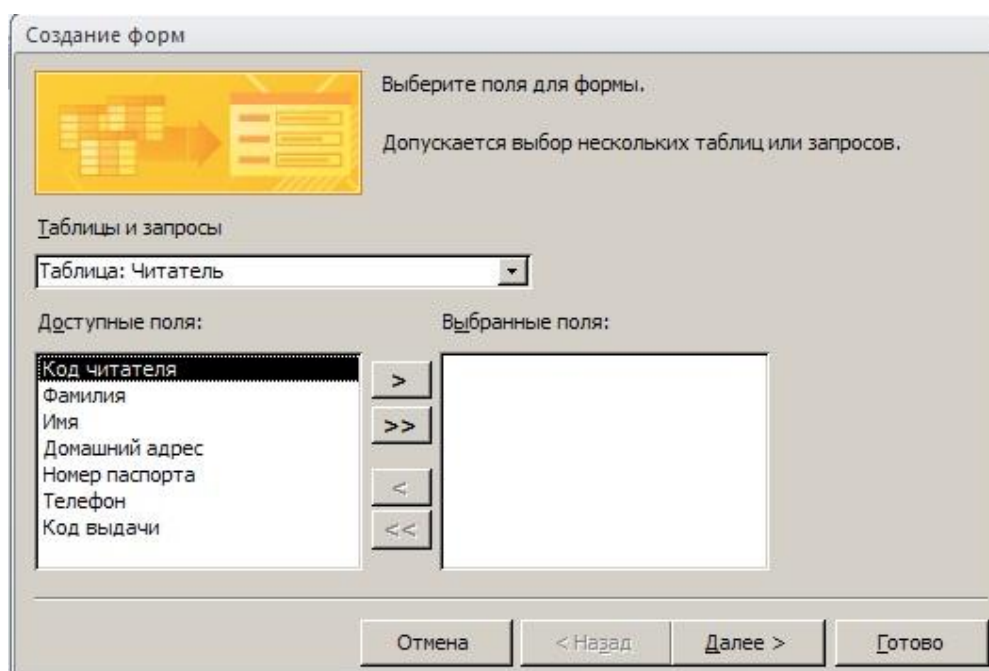 Создание форм
Выберите поля для формы.
Допускается выбор нескольких таблиц или запросов.
Таблицы и запросы
Таблица: Читатель
Доступные поля:
Выбранные поля:
Код читателя
Фамилия
Имя
Домашний адрес
Номер паспорта
Телефон
Код выдачи
>
>>
<
<<
Отмена
< Назад
Далее >
Готово